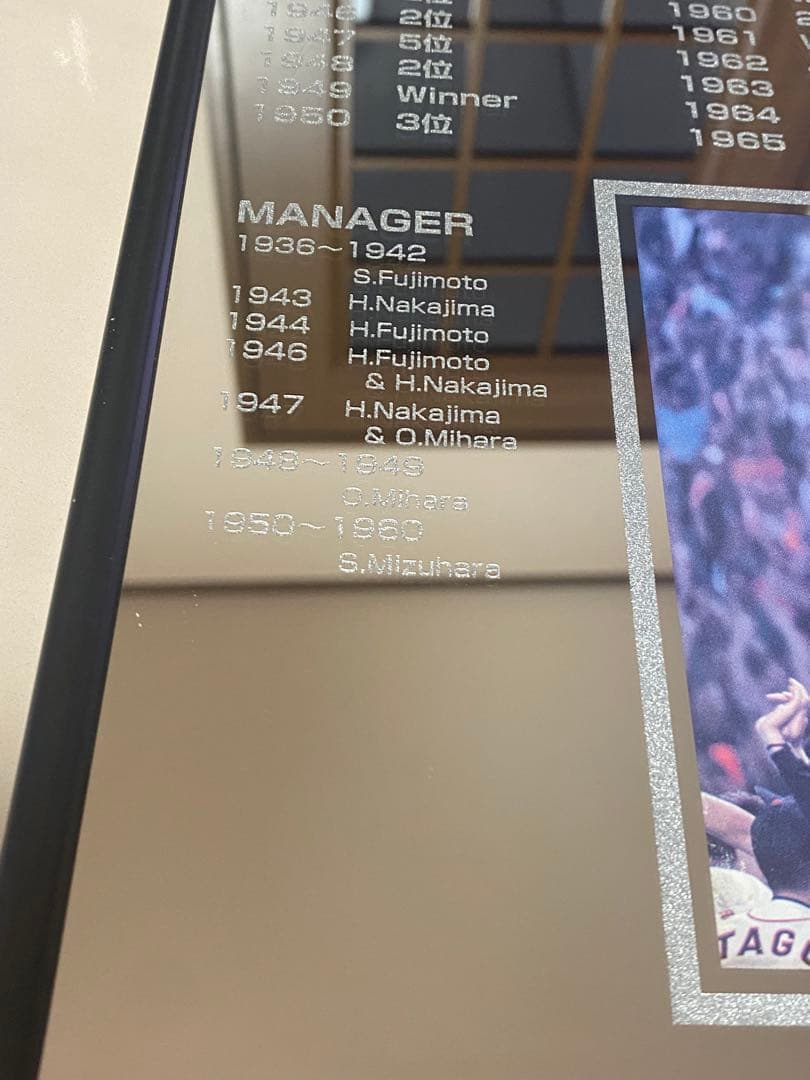 1946 2位
1947 5位
1948 2位
1949 Winner
1950 3位
1960
1961
1962
1963
1964
1965
MANAGER
1936~1942
S.Fujimoto
1943 H.Nakajima
1944 H.Fujimoto
1946 H.Fujimoto
& H.Nakajima
1947 H.Nakajima
& O.Mihara
1948~1949
O.Mihara
1950~1960
S.Mizuhara
TAG